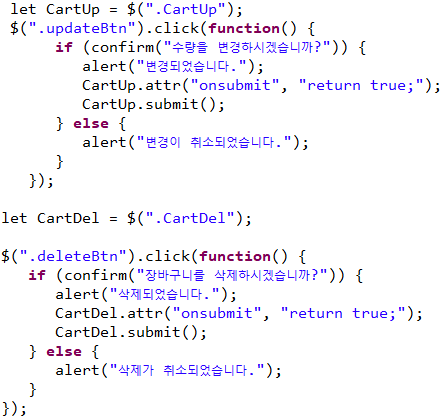 let CartUp = $(".CartUp");
$(".updateBtn").click(function() {
if (confirm("수량을 변경하시겠습니까?")) {
alert("변경되었습니다.");
CartUp.attr("onsubmit", "return true;");
CartUp.submit();
} else {
alert("변경이 취소되었습니다.");
}
});
let CartDel = $(".CartDel");
$(".deleteBtn").click(function() {
if (confirm("장바구니를 삭제하시겠습니까?")) {
alert("삭제되었습니다.");
CartDel.attr("onsubmit", "return true;");
CartDel.submit();
} else {
alert("삭제가 취소되었습니다.");
}
});